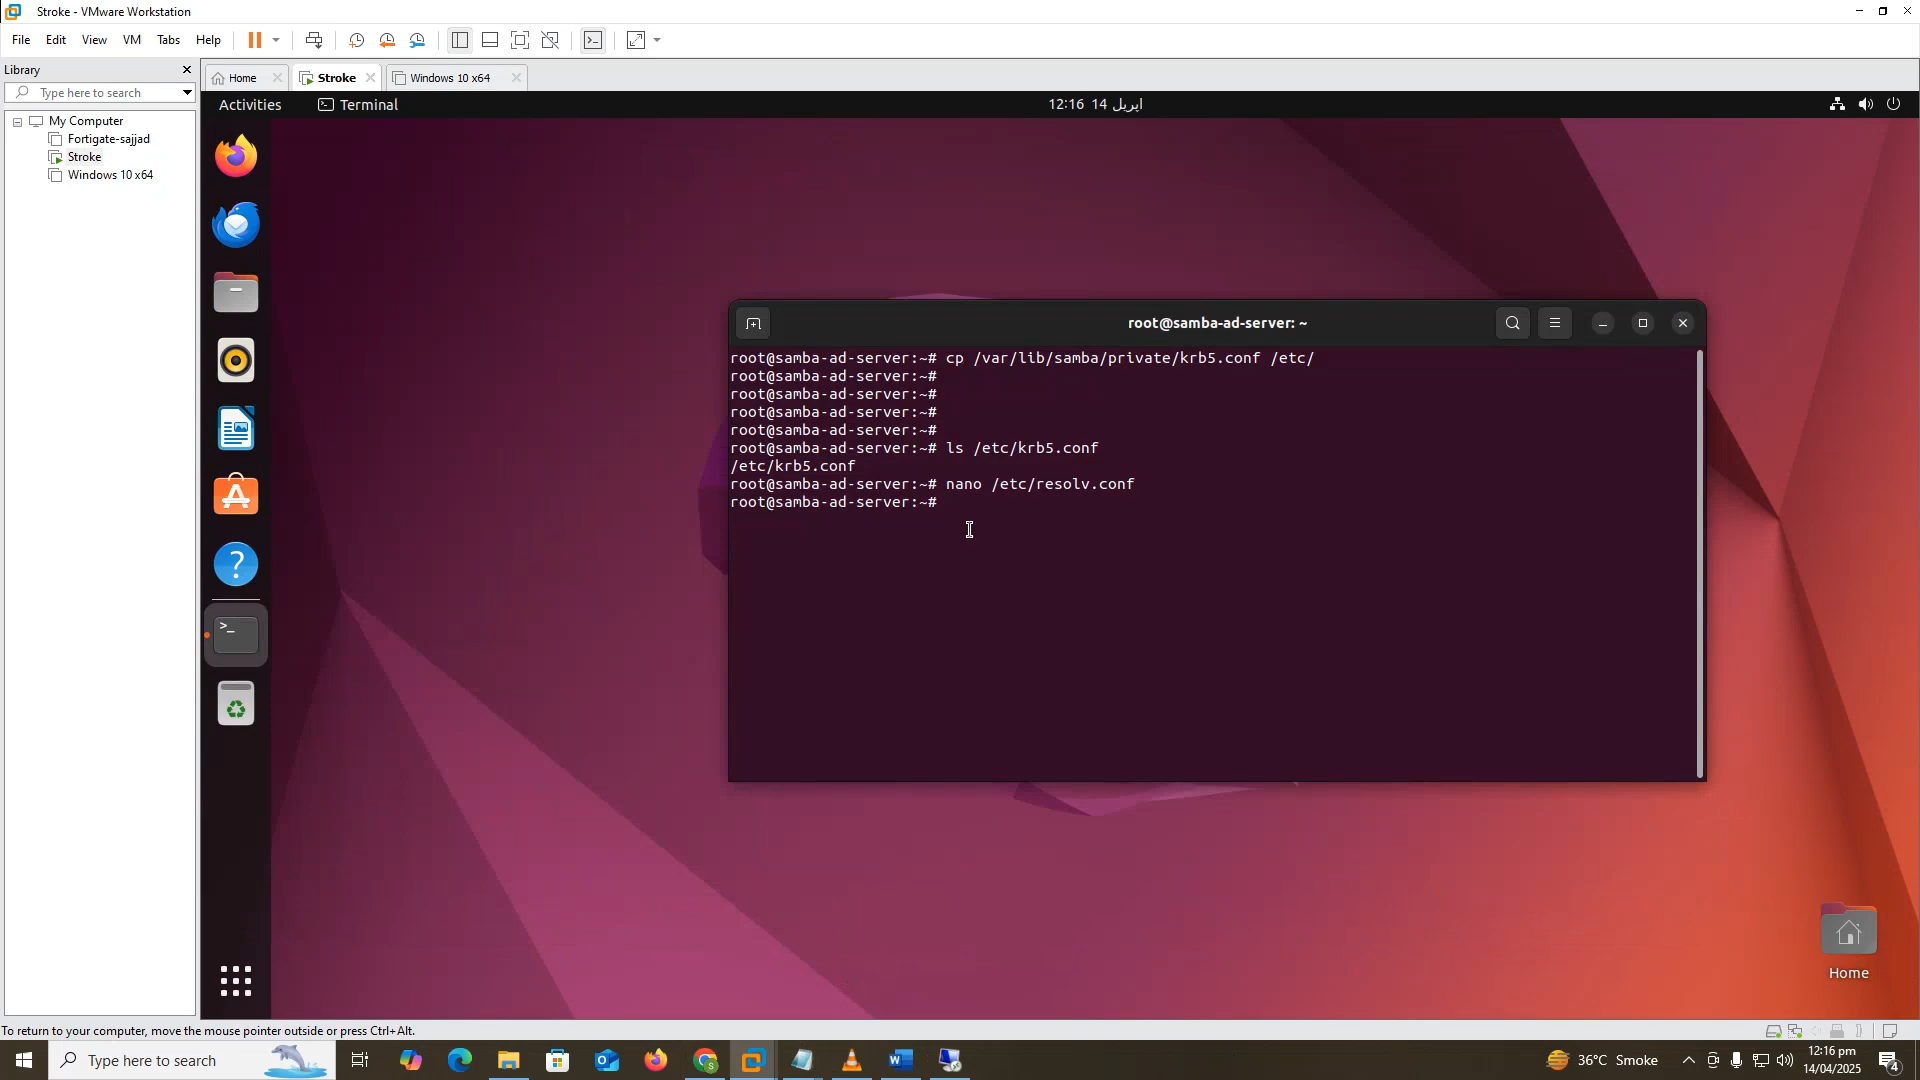 Stroke - VMware Workstation
File Edit View VM Tabs Help
Library
Type here to search
Home
Stroke
Windows 10 x64
My Computer
Fortigate-sajjad
Stroke
Windows 10 x64
Activities
Terminal
12:16 14 اپریل
root@samba-ad-server: ~
root@samba-ad-server:~# cp /var/lib/samba/private/krb5.conf /etc/
root@samba-ad-server:~#
root@samba-ad-server:~#
root@samba-ad-server:~#
root@samba-ad-server:~#
root@samba-ad-server:~# ls /etc/krb5.conf
/etc/krb5.conf
root@samba-ad-server:~# nano /etc/resolv.conf
root@samba-ad-server:~#
Home
To return to your computer, move the mouse pointer outside or press Ctrl+Alt.
Type here to search
36°C Smoke
12:16 pm
14/04/2025
4